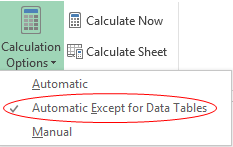 Calculation Options
Calculate Now
Calculate Sheet
Automatic
Automatic Except for Data Tables
Manual